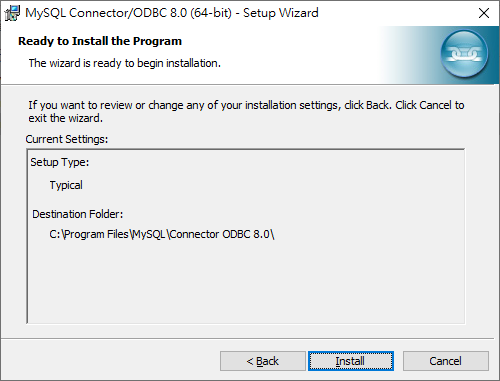 MySQL Connector/ODBC 8.0 (64-bit) - Setup Wizard
Ready to Install the Program
The wizard is ready to begin installation.
If you want to review or change any of your installation settings, click Back. Click Cancel to
exit the wizard.
Current Settings:
Setup Type:
Typical
Destination Folder:
C:\Program Files\MySQL\Connector ODBC 8.0\
< Back
Install
Cancel